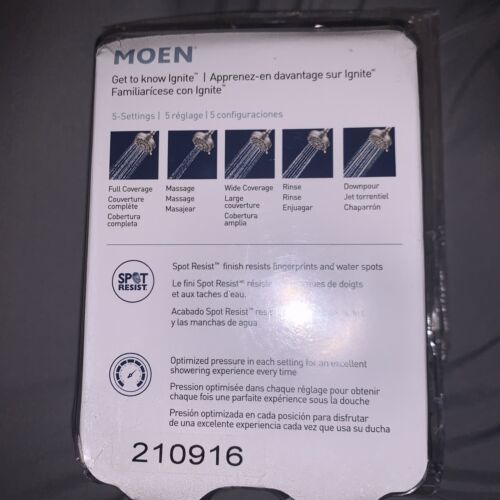 MOEN®
Get to know Ignite™ | Apprenez-en davantage sur Ignite™
Familiarícese con Ignite™
5-Settings | 5 réglage | 5 configuraciones
Full Coverage
Couverture
complète
Cobertura
completa
Massage
Massage
Masajear
Wide Coverage
Large
couverture
Cobertura
amplia
Rinse
Rinse
Enjuagar
Downpour
Jet torrentiel
Chaparrón
SPOT
RESIST
Spot Resist™ finish resists fingerprints and water spots
Le fini Spot Resist™ de doigts
et aux taches d'eau.
Acabado Spot Resist™
y las manchas de agua
Optimized pressure in each setting for an excellent
showering experience every time
Pression optimisée dans chaque réglage pour obtenir
chaque fois une parfaite expérience sous la douche
Presión optimizada en cada posición para disfrutar
de una excelente experiencia cada vez que usa su ducha
210916